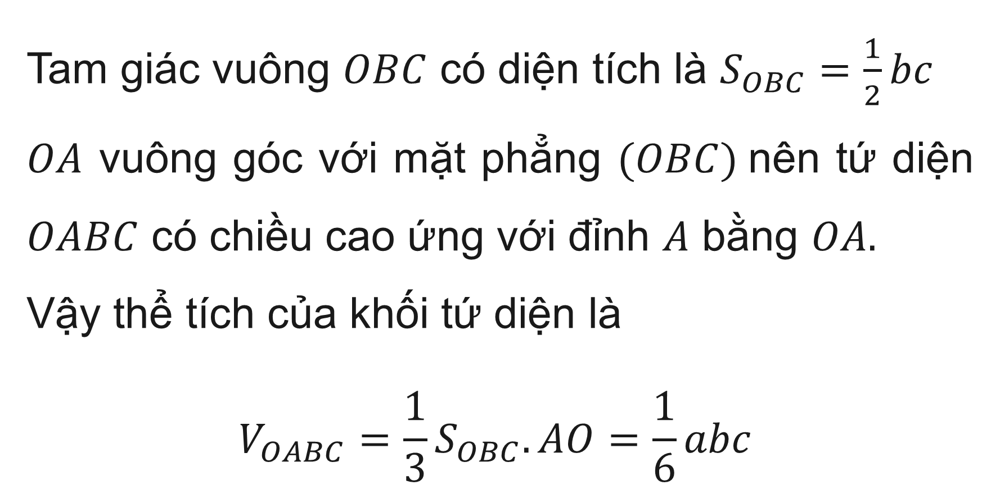 Tam giác vuông OBC có diện tích là S_{OBC} = \frac{1}{2} bc
OA vuông góc với mặt phẳng (OBC) nên tứ diện
OABC có chiều cao ứng với đỉnh A bằng OA.
Vậy thể tích của khối tứ diện là
V_{OABC} = \frac{1}{3} S_{OBC}. AO = \frac{1}{6} abc